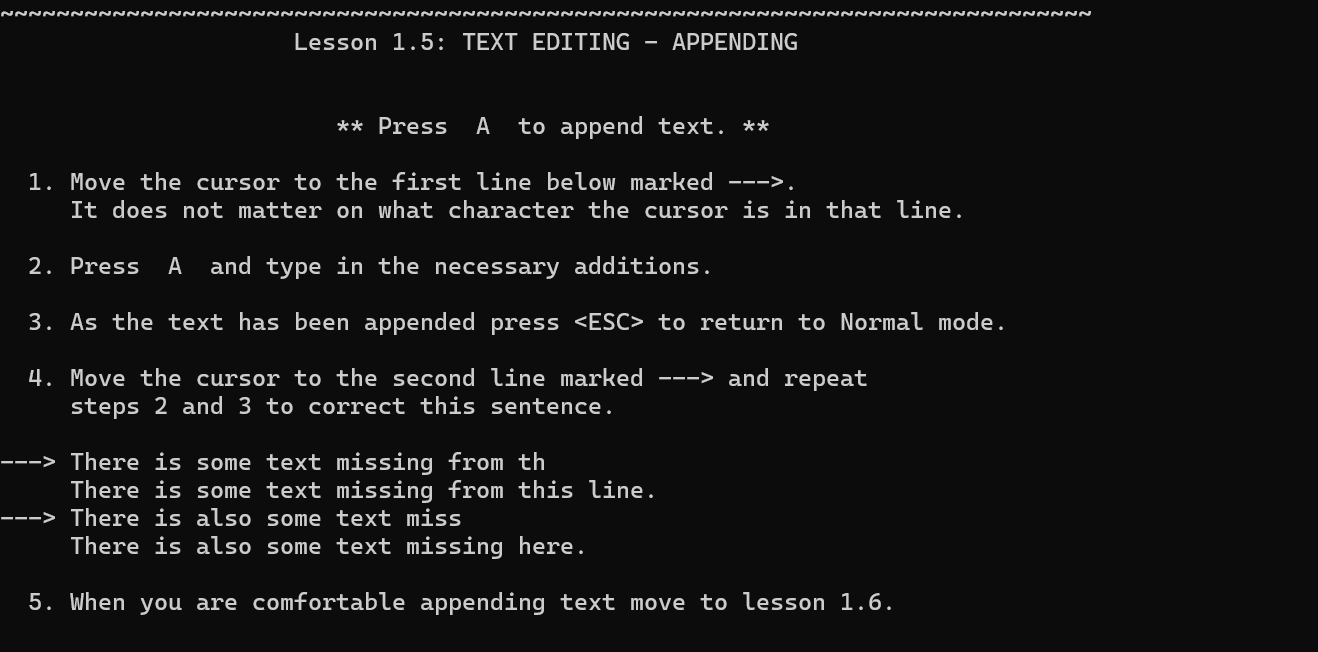 ~~~~~~~~~~~~~~~~~~~~~~~~~~~~~~~~~~~~~~~~~~~~~~~~~~~~~~~~~~~~~~~~~~~~~~~~~~~~~~
Lesson 1.5: TEXT EDITING - APPENDING
** Press  A  to append text. **
1. Move the cursor to the first line below marked --->.
It does not matter on what character the cursor is in that line.
2. Press  A  and type in the necessary additions.
3. As the text has been appended press <ESC> to return to Normal mode.
4. Move the cursor to the second line marked ---> and repeat
steps 2 and 3 to correct this sentence.
---> There is some text missing from th
There is some text missing from this line.
---> There is also some text miss
There is also some text missing here.
5. When you are comfortable appending text move to lesson 1.6.